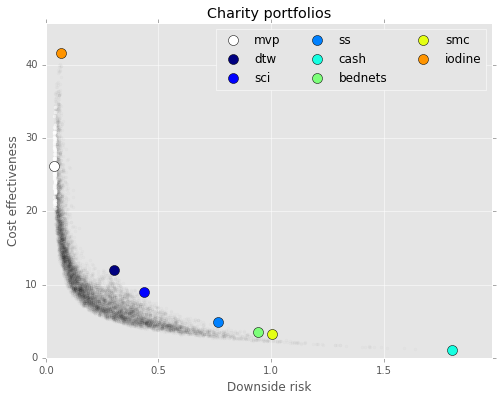 Charity portfolios
mvp
dtw
sci
ss
cash
bednets
smc
iodine
Cost effectiveness
40
30
20
10
0
0.0
0.5
1.0
1.5
Downside risk